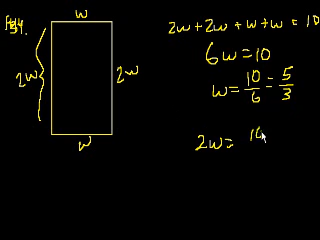 w
2w
2w
w
2w + 2w + w + w = 10
6w = 10
w = 10/6 = 5/3
2w = 10